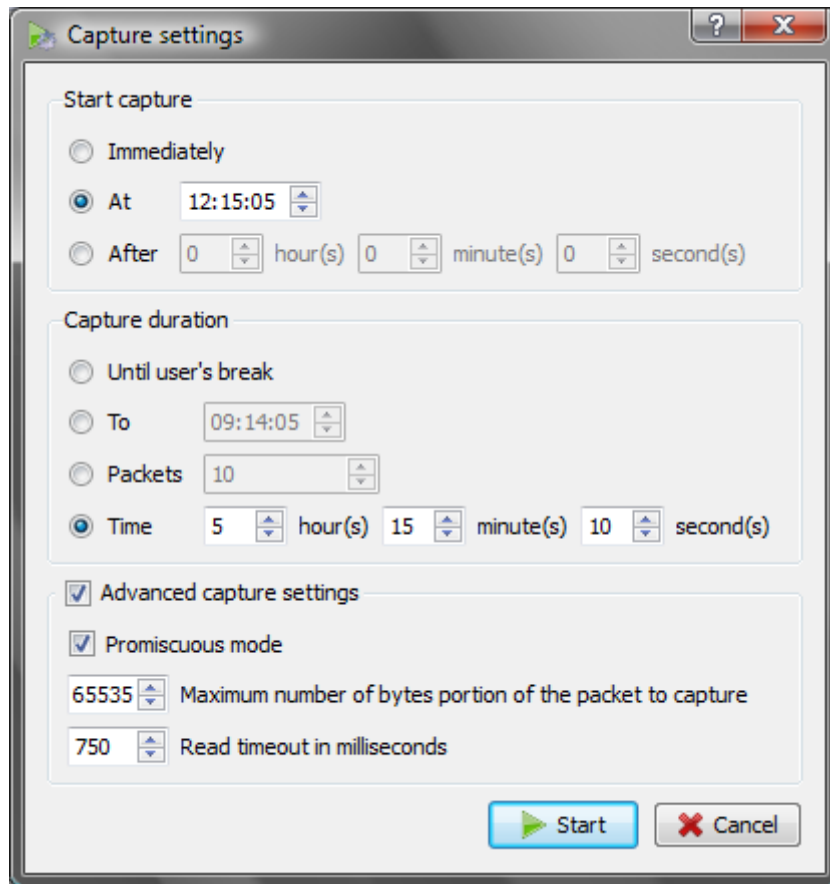 Capture settings
?
Start capture
Immediately
At 12:15:05
After 0 hour(s) 0 minute(s) 0 second(s)
Capture duration
Until user's break
To 09:14:05
Packets 10
Time 5 hour(s) 15 minute(s) 10 second(s)
Advanced capture settings
Promiscuous mode
65535 Maximum number of bytes portion of the packet to capture
750 Read timeout in milliseconds
Start Cancel